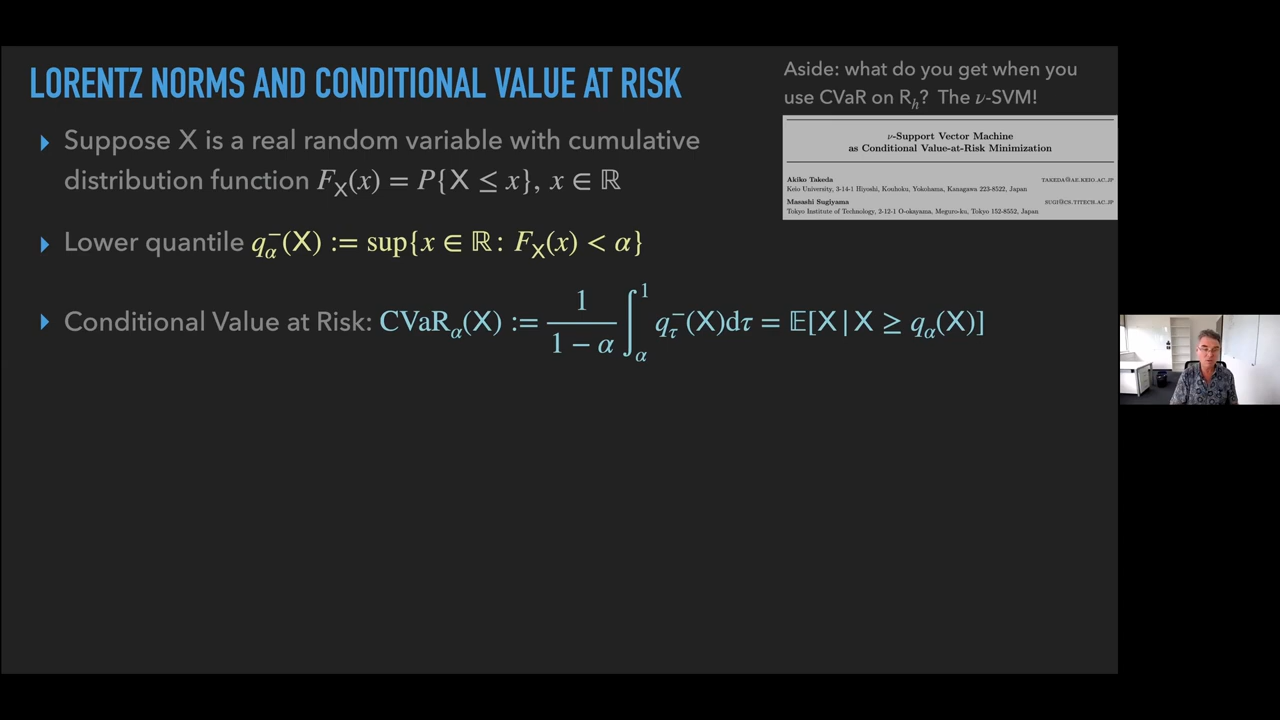 LORENTZ NORMS AND CONDITIONAL VALUE AT RISK
Aside: what do you get when you
use CVaR on Rₕ? The ν-SVM!
ν-Support Vector Machine
as Conditional Value-at-Risk Minimization
Akiko Takeda TAKEDA@AE.KEIO.AC.JP
Keio University, 3-14-1 Hiyoshi, Kouhoku, Yokohama, Kanagawa 223-8522, Japan
Masashi Sugiyama SUGI@CS.TITECH.AC.JP
Tokyo Institute of Technology, 2-12-1 O-okayama, Meguro-ku, Tokyo 152-8552, Japan
Suppose X is a real random variable with cumulative
distribution function F_X(x) = P{X ≤ x}, x ∈ ℝ
Lower quantile q_α^−(X) := sup{x ∈ ℝ: F_X(x) < α}
Conditional Value at Risk: CVaR_α(X) := 1/(1 − α) ∫_α^1 q_τ^−(X)dτ = 𝔼[X | X ≥ q_α(X)]